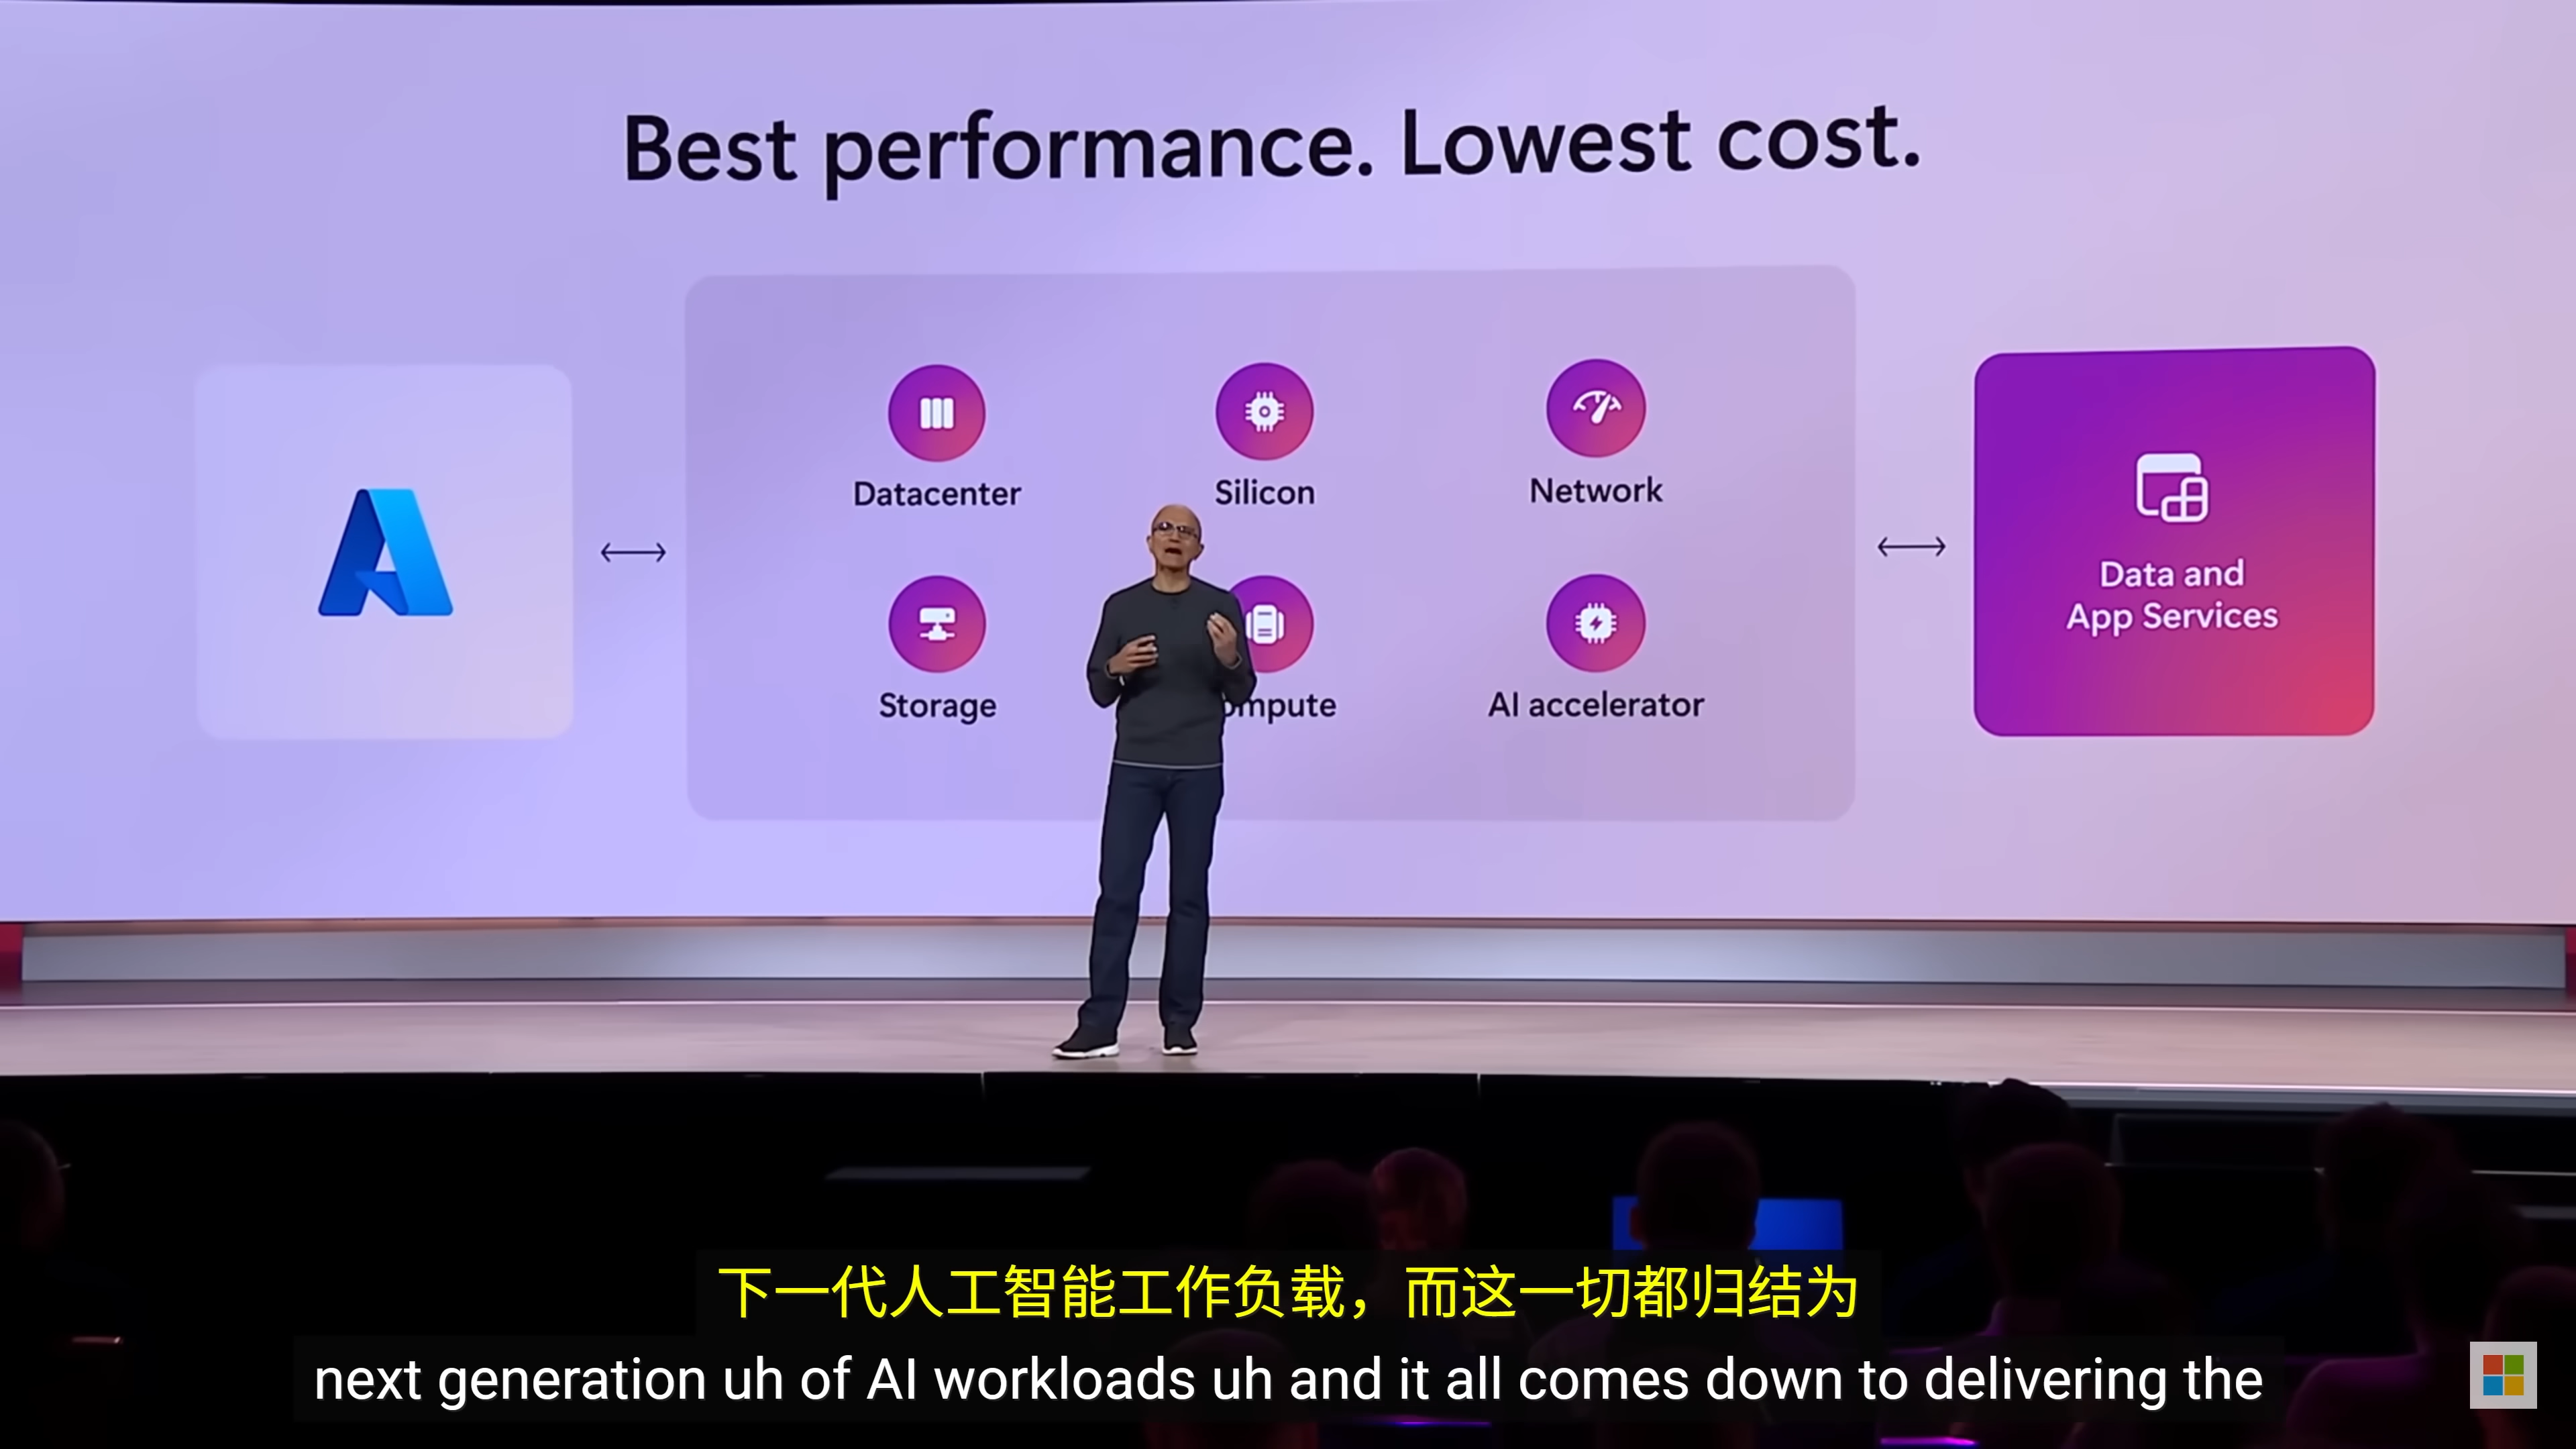 Best performance. Lowest cost.
Datacenter
Silicon
Network
Storage
ompute
AI accelerator
Data and
App Services
下一代人工智能工作负载，而这一切都归结为
next generation uh of AI workloads uh and it all comes down to delivering the